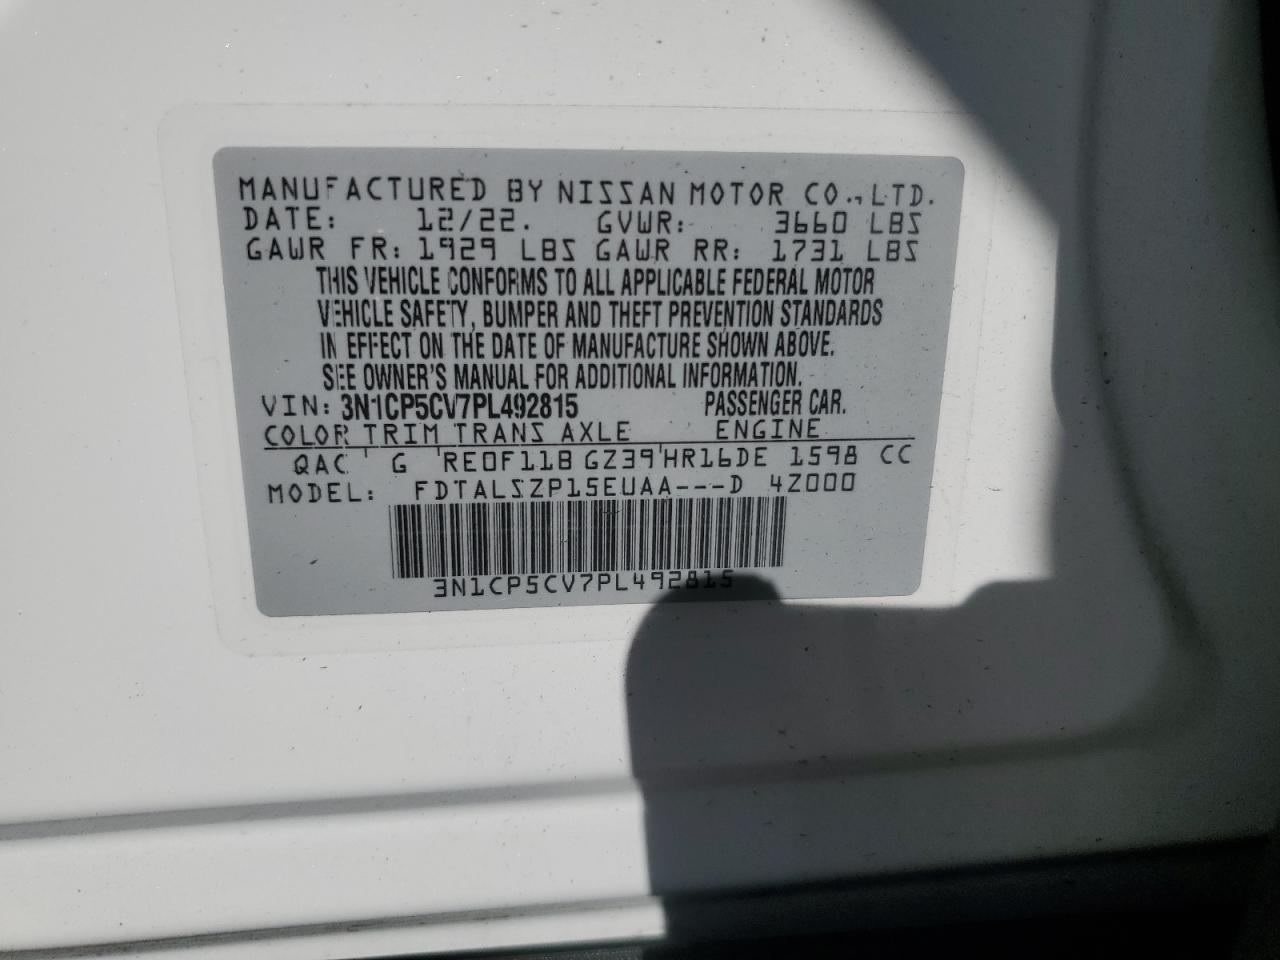 MANUFACTURED BY NISSAN MOTOR CO., LTD.
DATE: 12/22. GVWR: 3660 LBS
GAWR FR: 1929 LBS GAWR RR: 1731 LBS
THIS VEHICLE CONFORMS TO ALL APPLICABLE FEDERAL MOTOR
VEHICLE SAFETY, BUMPER AND THEFT PREVENTION STANDARDS
IN EFFECT ON THE DATE OF MANUFACTURE SHOWN ABOVE.
SEE OWNER'S MANUAL FOR ADDITIONAL INFORMATION.
VIN: 3N1CP5CV7PL492815 PASSENGER CAR.
COLOR TRIM TRANS AXLE ENGINE
QAC ' G 'RE0F11B GZ39'HR16DE 1598 CC
MODEL: FDTALSZP15EUAA---D 4Z000
3N1CP5CV7PL492815